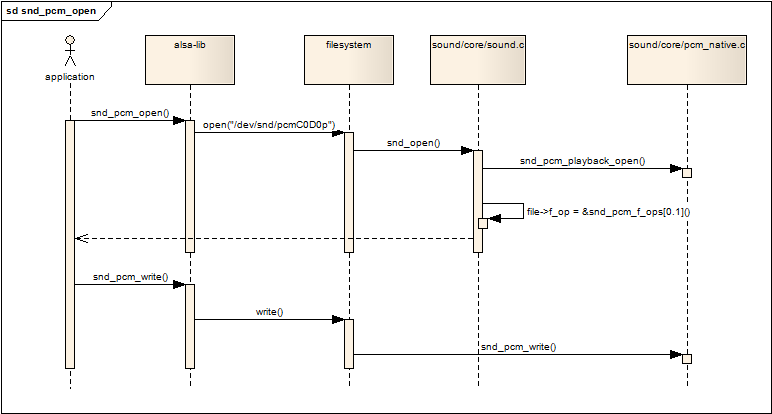 sd snd_pcm_open
application
alsa-lib
filesystem
sound/core/sound.c
sound/core/pcm_native.c
snd_pcm_open()
open("/dev/snd/pcmC0D0p")
snd_open()
snd_pcm_playback_open()
file->f_op = &snd_pcm_f_ops[0.1]()
snd_pcm_write()
write()
snd_pcm_write()